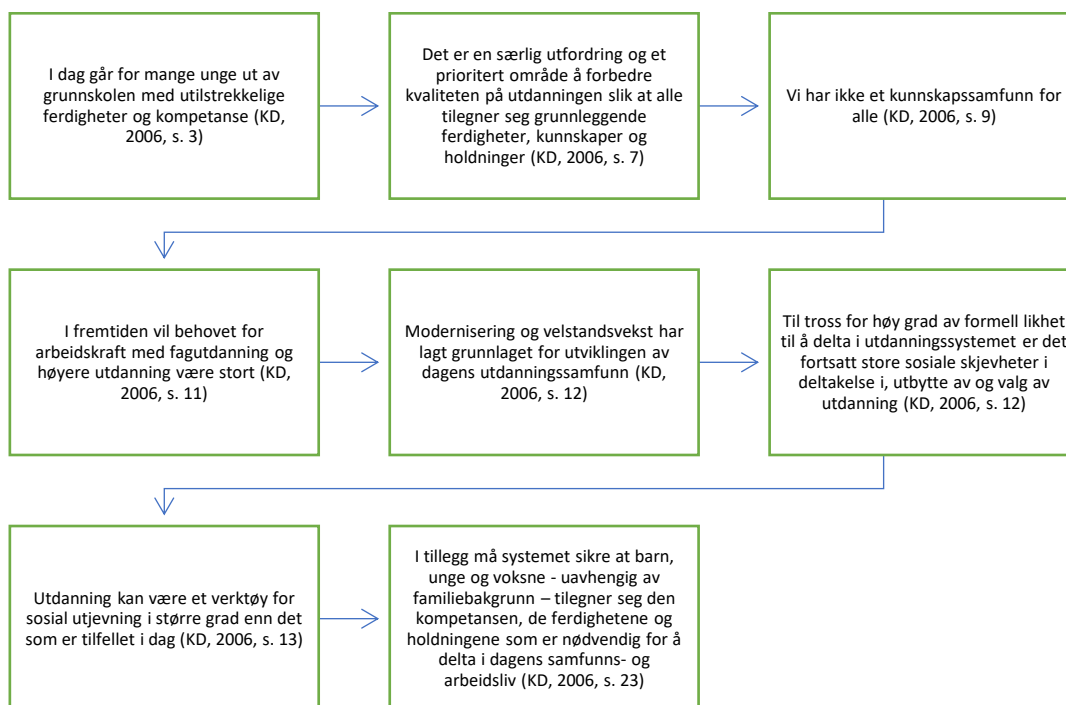 I dag går for mange unge ut av
grunnskolen med utilstrekkelige
ferdigheter og kompetanse (KD,
2006, s. 3)
Det er en særlig utfordring og et
prioritert område å forbedre
kvaliteten på utdanningen slik at alle
tilegner seg grunnleggende
ferdigheter, kunnskaper og
holdninger (KD, 2006, s. 7)
Vi har ikke et kunnskapssamfunn for
alle (KD, 2006, s. 9)
I fremtiden vil behovet for
arbeidskraft med fagutdanning og
høyere utdanning være stort (KD,
2006, s. 11)
Modernisering og velstandsvekst har
lagt grunnlaget for utviklingen av
dagens utdanningssamfunn (KD,
2006, s. 12)
Til tross for høy grad av formell likhet
til å delta i utdanningssystemet er det
fortsatt store sosiale skjevheter i
deltakelse i, utbytte av og valg av
utdanning (KD, 2006, s. 12)
Utdanning kan være et verktøy for
sosial utjevning i større grad enn det
som er tilfellet i dag (KD, 2006, s. 13)
I tillegg må systemet sikre at barn,
unge og voksne - uavhengig av
familiebakgrunn – tilegner seg den
kompetansen, de ferdighetene og
holdningene som er nødvendig for å
delta i dagens samfunns- og
arbeidsliv (KD, 2006, s. 23)